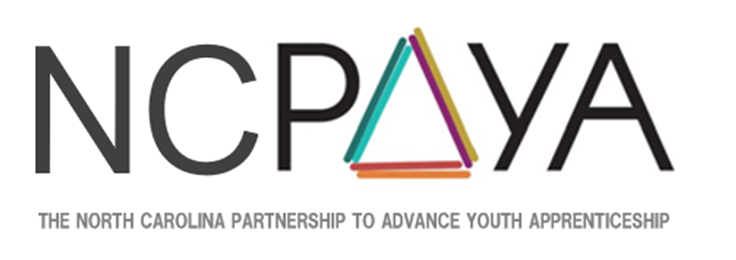 NCPAYA
THE NORTH CAROLINA PARTNERSHIP TO ADVANCE YOUTH APPRENTICESHIP